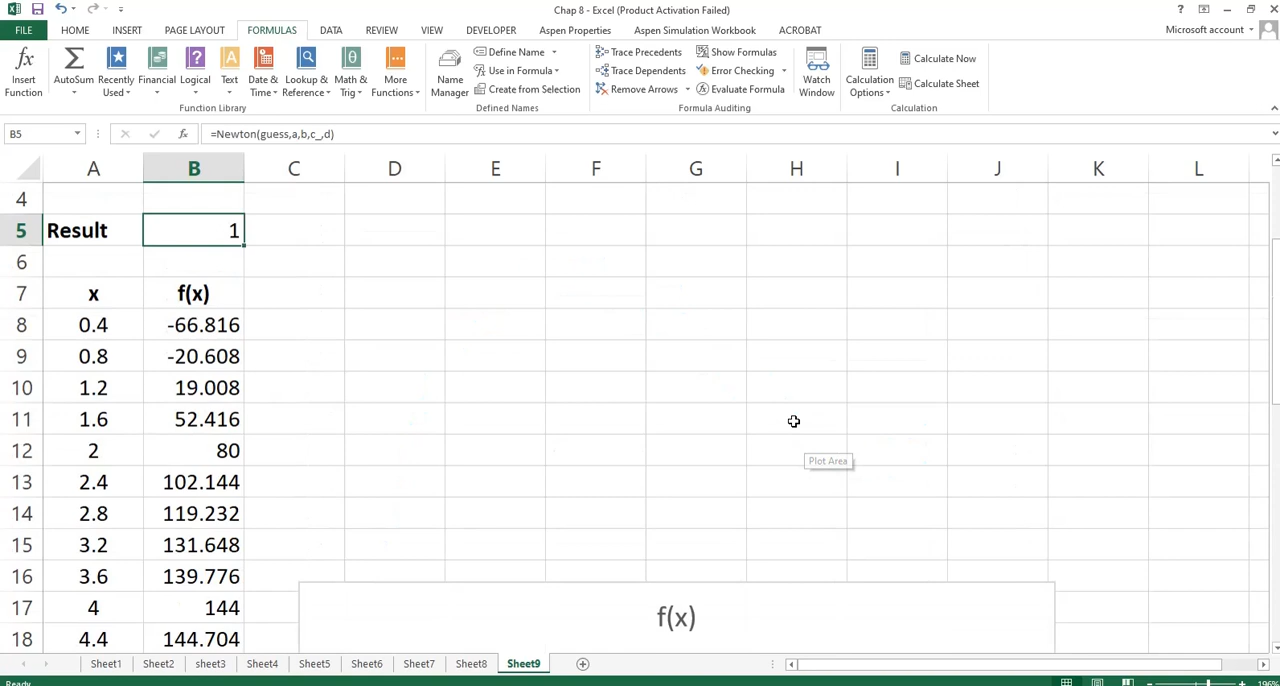 Chap 8 - Excel (Product Activation Failed)
FILE HOME INSERT PAGE LAYOUT FORMULAS DATA REVIEW VIEW DEVELOPER Aspen Properties Aspen Simulation Workbook ACROBAT Microsoft account
Insert Function
AutoSum
Recently Used
Financial
Logical
Text
Date & Time
Lookup & Reference
Math & Trig
More Functions
Function Library
Name Manager
Define Name
Use in Formula
Create from Selection
Defined Names
Trace Precedents
Trace Dependents
Remove Arrows
Show Formulas
Error Checking
Evaluate Formula
Formula Auditing
Watch Window
Calculation Options
Calculate Now
Calculate Sheet
Calculation
B5 fx =Newton(guess,a,b,c_,d)
A B C D E F G H I J K L
4
5 Result 1
6
7 x f(x)
8 0.4 -66.816
9 0.8 -20.608
10 1.2 19.008
11 1.6 52.416
12 2 80
Plot Area
13 2.4 102.144
14 2.8 119.232
15 3.2 131.648
16 3.6 139.776
17 4 144
f(x)
18 4.4 144.704
Sheet1 Sheet2 sheet3 Sheet4 Sheet5 Sheet6 Sheet7 Sheet8 Sheet9
Ready 196%